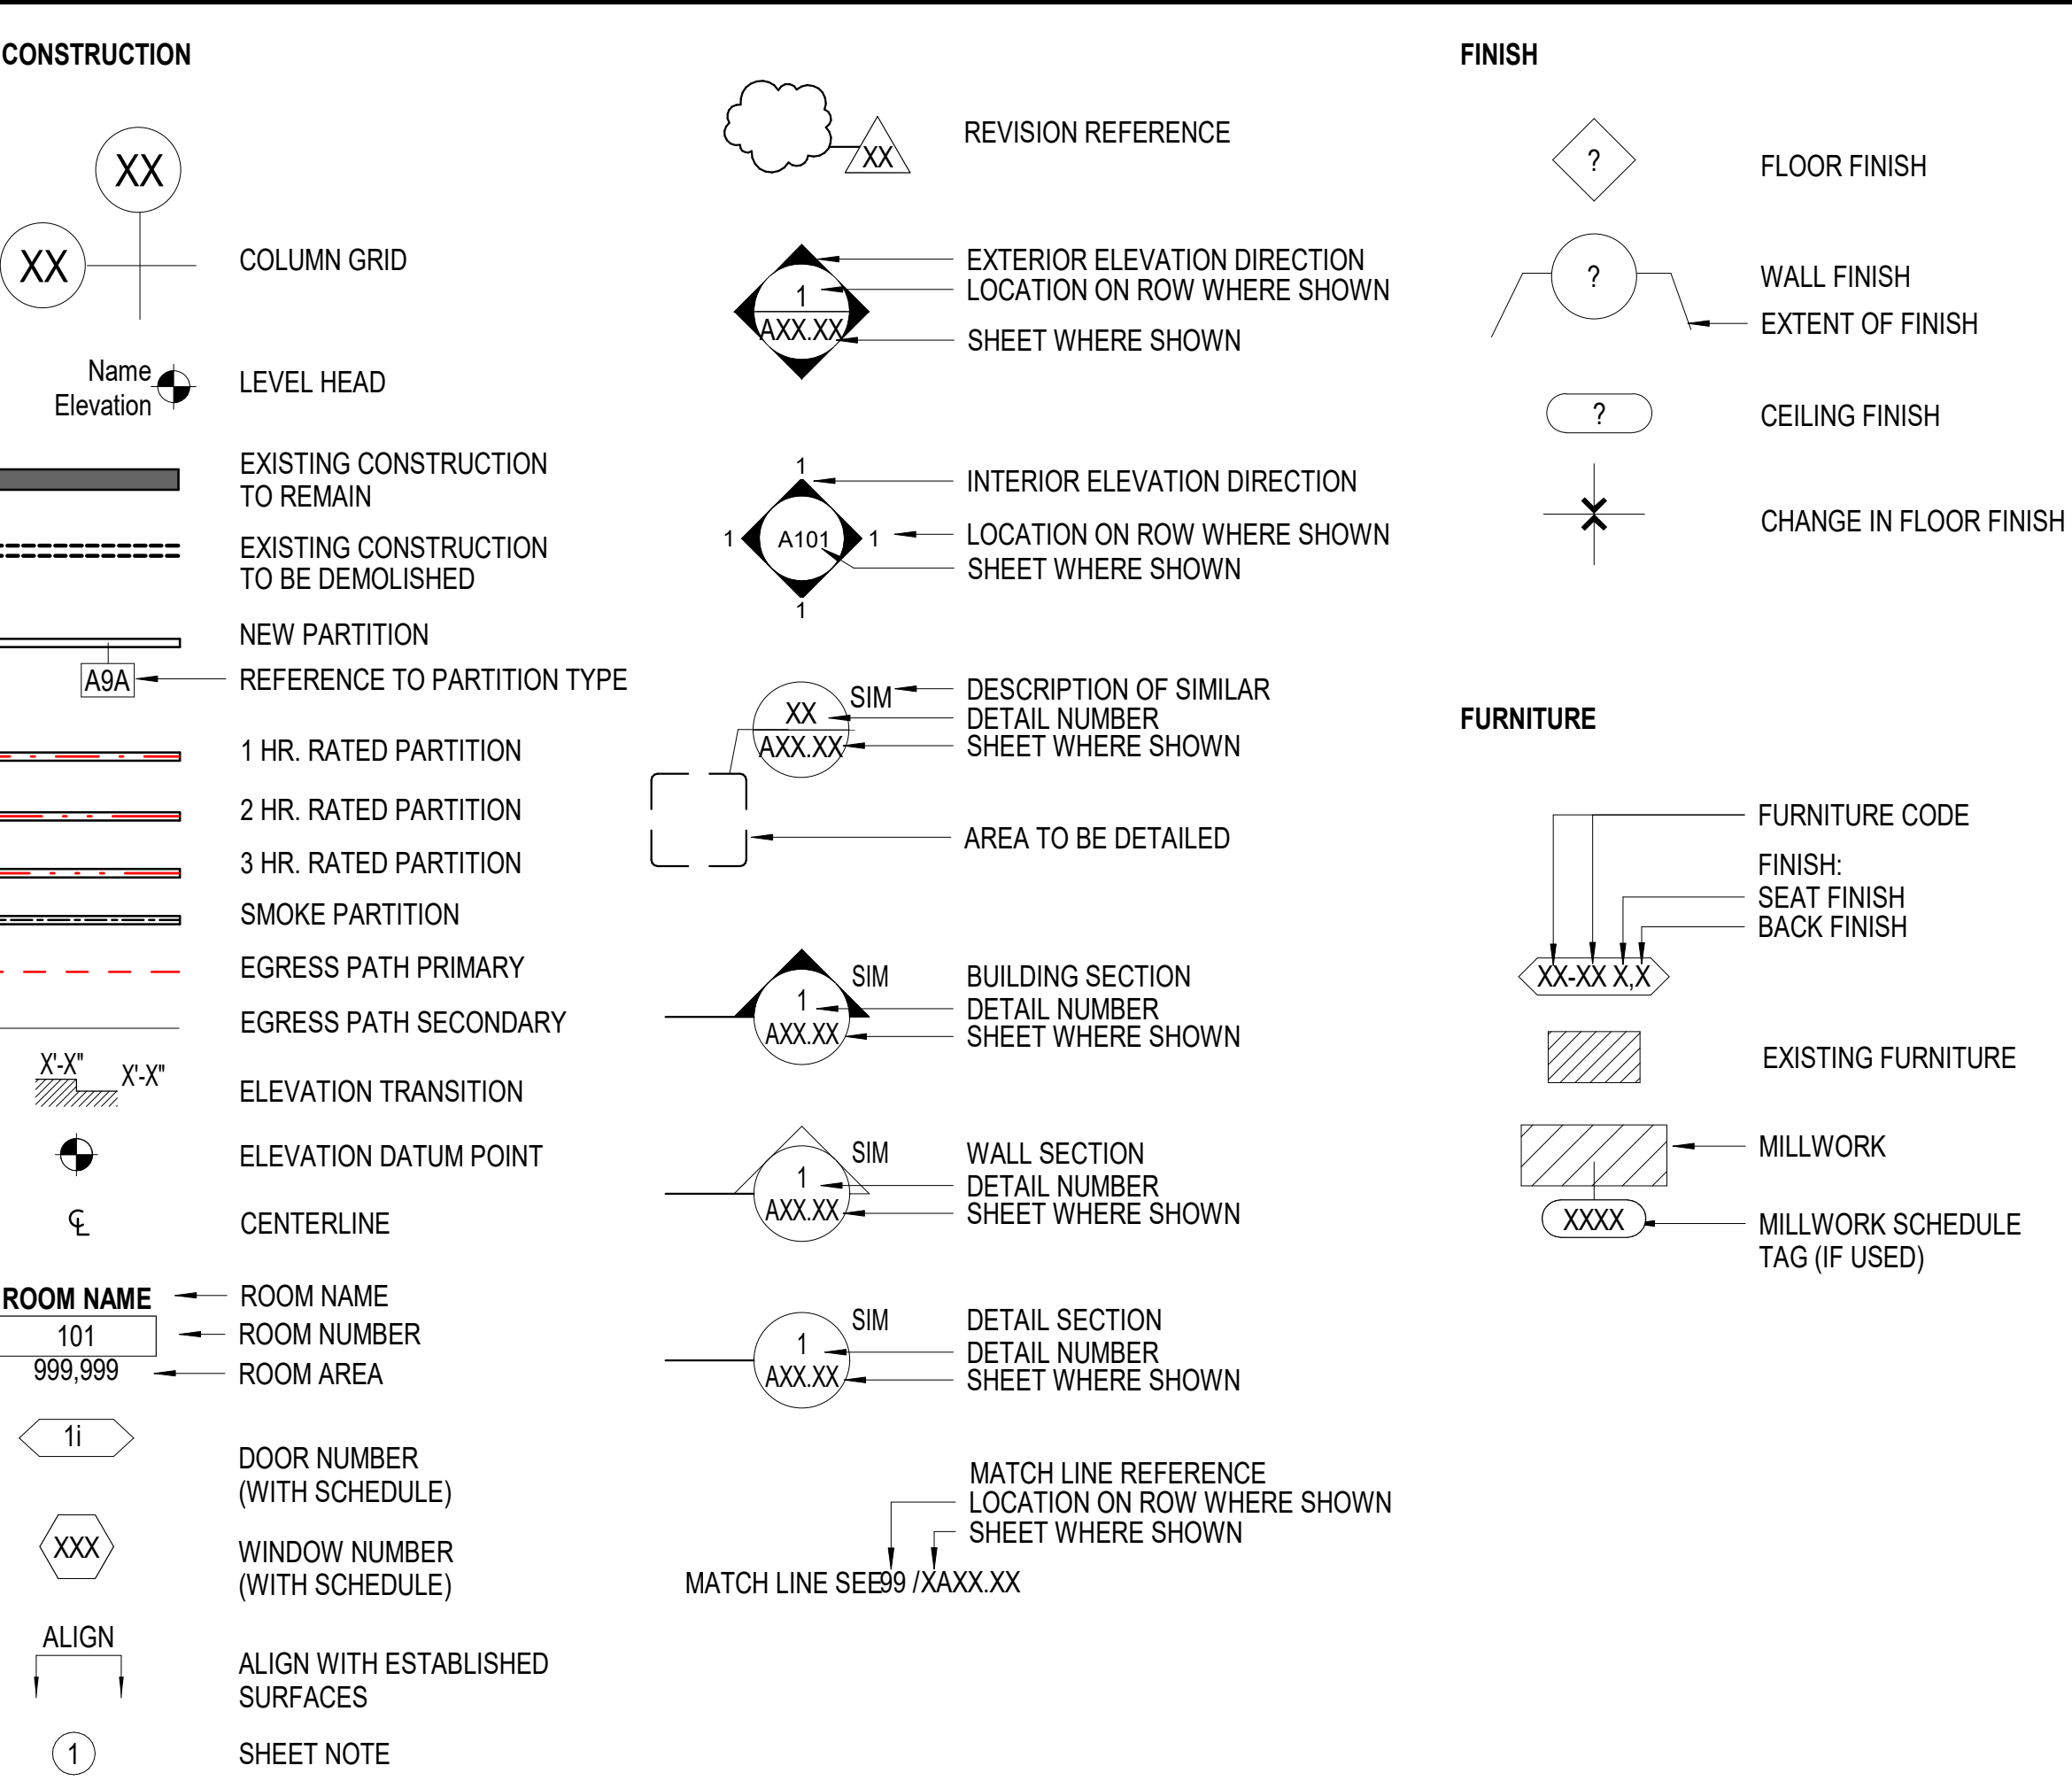 CONSTRUCTION
XX
XX
COLUMN GRID
Name
Elevation
LEVEL HEAD
EXISTING CONSTRUCTION
TO REMAIN
EXISTING CONSTRUCTION
TO BE DEMOLISHED
NEW PARTITION
A9A
REFERENCE TO PARTITION TYPE
1 HR. RATED PARTITION
2 HR. RATED PARTITION
3 HR. RATED PARTITION
SMOKE PARTITION
EGRESS PATH PRIMARY
EGRESS PATH SECONDARY
X'-X"
X'-X"
ELEVATION TRANSITION
ELEVATION DATUM POINT
℄
CENTERLINE
ROOM NAME
ROOM NAME
101
ROOM NUMBER
999,999
ROOM AREA
1i
DOOR NUMBER
(WITH SCHEDULE)
XXX
WINDOW NUMBER
(WITH SCHEDULE)
ALIGN
ALIGN WITH ESTABLISHED
SURFACES
1
SHEET NOTE
XX
REVISION REFERENCE
EXTERIOR ELEVATION DIRECTION
1
LOCATION ON ROW WHERE SHOWN
AXX.XX
SHEET WHERE SHOWN
1
INTERIOR ELEVATION DIRECTION
1
A101
1
LOCATION ON ROW WHERE SHOWN
SHEET WHERE SHOWN
1
SIM
DESCRIPTION OF SIMILAR
XX
DETAIL NUMBER
AXX.XX
SHEET WHERE SHOWN
AREA TO BE DETAILED
SIM
BUILDING SECTION
1
DETAIL NUMBER
AXX.XX
SHEET WHERE SHOWN
SIM
WALL SECTION
1
DETAIL NUMBER
AXX.XX
SHEET WHERE SHOWN
SIM
DETAIL SECTION
1
DETAIL NUMBER
AXX.XX
SHEET WHERE SHOWN
MATCH LINE REFERENCE
LOCATION ON ROW WHERE SHOWN
SHEET WHERE SHOWN
MATCH LINE SEE 99 /XAXX.XX
FINISH
?
FLOOR FINISH
?
WALL FINISH
EXTENT OF FINISH
?
CEILING FINISH
CHANGE IN FLOOR FINISH
FURNITURE
FURNITURE CODE
FINISH:
SEAT FINISH
BACK FINISH
XX-XX X,X
EXISTING FURNITURE
MILLWORK
XXXX
MILLWORK SCHEDULE
TAG (IF USED)